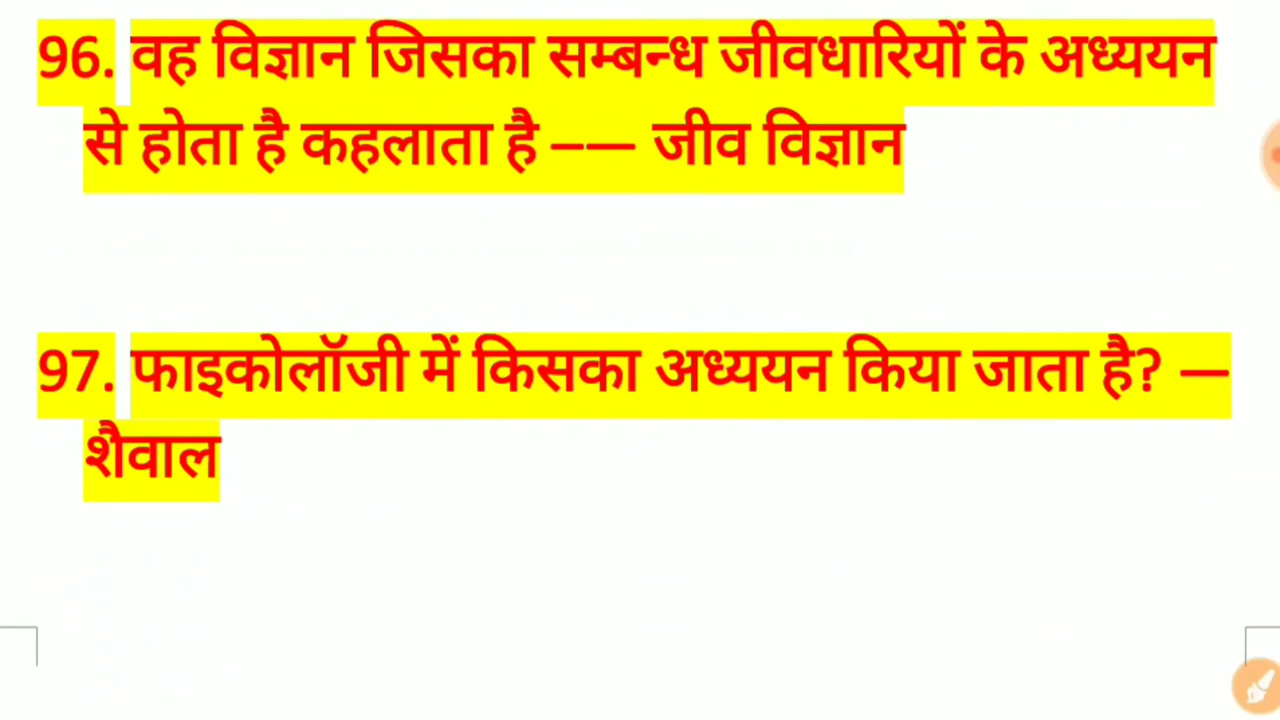 96. वह विज्ञान जिसका सम्बन्ध जीवधारियों के अध्ययन
से होता है कहलाता है –— जीव विज्ञान
97. फाइकोलॉजी में किसका अध्ययन किया जाता है? —
शैवाल